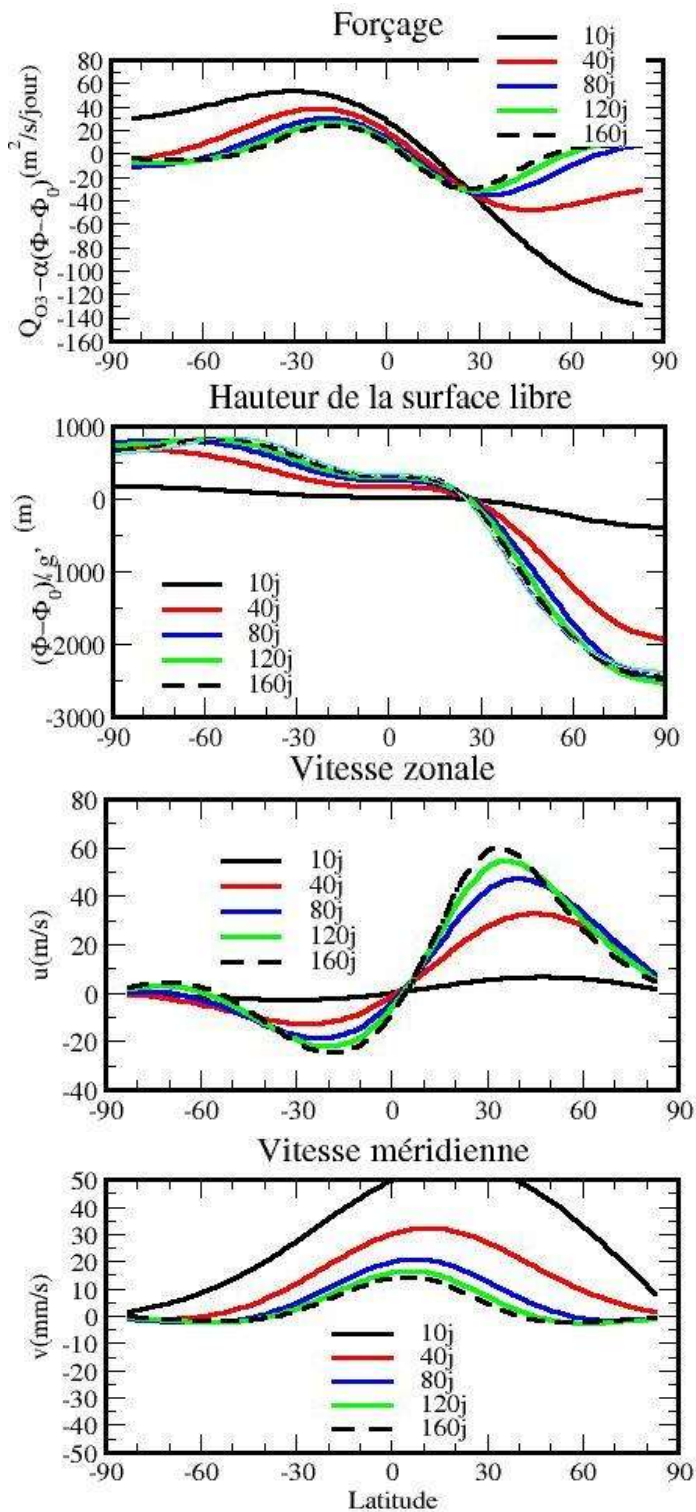 Forçage
10j
40j
80j
120j
160j
Q_{O3}-α(Φ-Φ_0) (m^2/s/jour)
80
60
40
20
0
-20
-40
-60
-80
-100
-120
-140
-160
-90 -60 -30 0 30 60 90
Hauteur de la surface libre
(Φ-Φ_0)/g' (m)
1000
0
-1000
-2000
-3000
10j
40j
80j
120j
160j
-90 -60 -30 0 30 60 90
Vitesse zonale
u(m/s)
80
60
40
20
0
-20
-40
10j
40j
80j
120j
160j
-90 -60 -30 0 30 60 90
Vitesse méridienne
v(mm/s)
50
40
30
20
10
0
-10
-20
-30
-40
-50
10j
40j
80j
120j
160j
-90 -60 -30 0 30 60 90
Latitude